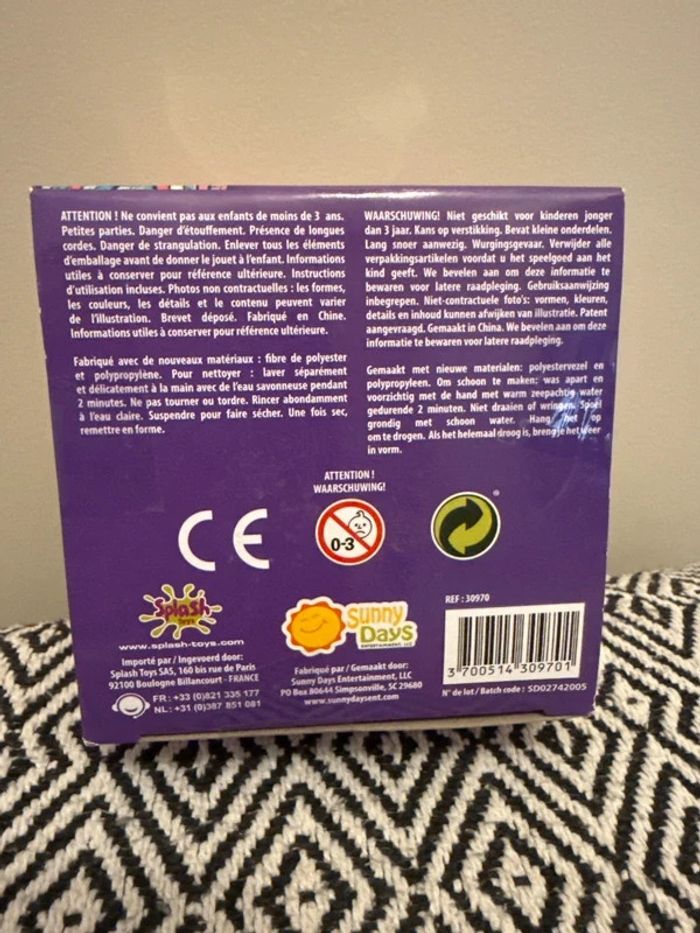 ATTENTION ! Ne convient pas aux enfants de moins de 3 ans.
Petites parties. Danger d'étouffement. Présence de longues
cordes. Danger de strangulation. Enlever tous les éléments
d'emballage avant de donner le jouet à l'enfant. Informations
utiles à conserver pour référence ultérieure. Instructions
d'utilisation incluses. Photos non contractuelles : les formes,
les couleurs, les détails et le contenu peuvent varier
de l'illustration. Brevet déposé. Fabriqué en Chine.
Informations utiles à conserver pour référence ultérieure.
Fabriqué avec de nouveaux matériaux : fibre de polyester
et polypropylène. Pour nettoyer : laver séparément
et délicatement à la main avec de l'eau savonneuse pendant
2 minutes. Ne pas tourner ou tordre. Rincer abondamment
à l'eau claire. Suspendre pour faire sécher. Une fois sec,
remettre en forme.
WAARSCHUWING! Niet geschikt voor kinderen jonger
dan 3 jaar. Kans op verstikking. Bevat kleine onderdelen.
Lang snoer aanwezig. Wurgingsgevaar. Verwijder alle
verpakkingsartikelen voordat u het speelgoed aan het
kind geeft. We bevelen aan om deze informatie te
bewaren voor latere raadpleging. Gebruiksaanwijzing
inbegrepen. Niet-contractuele foto's: vormen, kleuren,
details en inhoud kunnen afwijken van illustratie. Patent
aangevraagd. Gemaakt in China. We bevelen aan om deze
informatie te bewaren voor latere raadpleging.
Gemaakt met nieuwe materialen: polyestervezel en
polypropyleen. Om schoon te maken: was apart en
voorzichtig met de hand met warm zeepachtig water
gedurende 2 minuten. Niet draaien of wringen. Spoel
grondig met schoon water. Hang het op
om te drogen. Als het helemaal droog is, breng je het weer
in vorm.
ATTENTION !
WAARSCHUWING!
CE
0-3
®
Splash
Toys
www.splash-toys.com
Importé par / Ingevoerd door:
Splash Toys SAS, 160 bis rue de Paris
92100 Boulogne Billancourt - FRANCE
FR : +33 (0)821 335 177
NL : +31 (0)387 851 081
Sunny
Days
ENTERTAINMENT, LLC
Fabriqué par / Gemaakt door:
Sunny Days Entertainment, LLC
PO Box 80644 Simpsonville, SC 29680
www.sunnydaysent.com
REF : 30970
3 700514 309701
N° de lot / Batch code : SD02742005